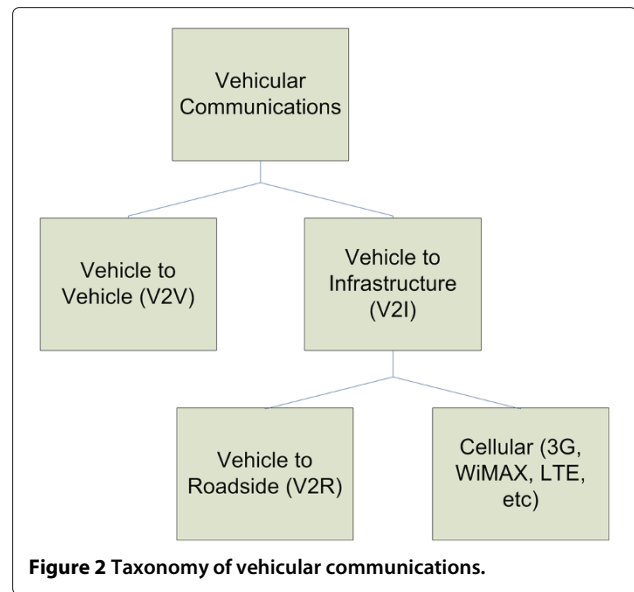 Vehicular
Communications
Vehicle to
Vehicle (V2V)
Vehicle to
Infrastructure
(V2I)
Vehicle to
Roadside (V2R)
Cellular (3G,
WiMAX, LTE,
etc)
Figure 2 Taxonomy of vehicular communications.